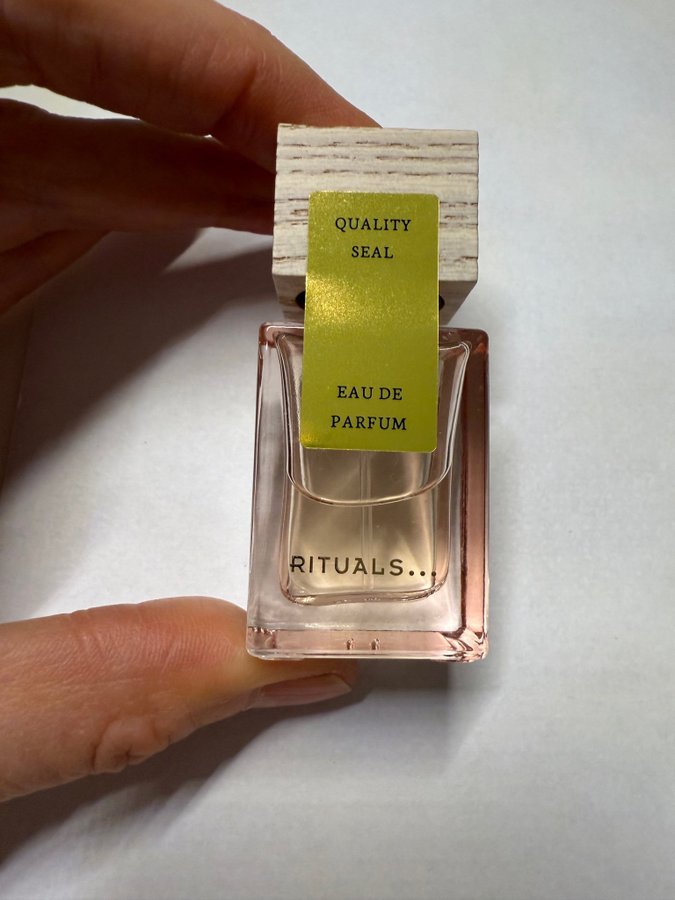 QUALITY
SEAL
EAU DE
PARFUM
RITUALS...